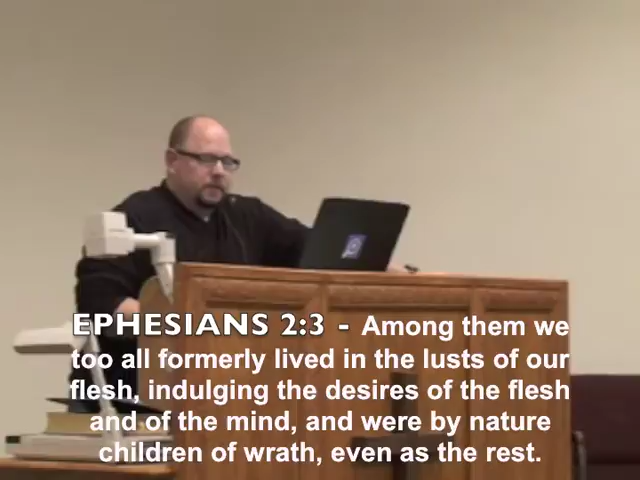 EPHESIANS 2:3 - Among them we
too all formerly lived in the lusts of our
flesh, indulging the desires of the flesh
and of the mind, and were by nature
children of wrath, even as the rest.